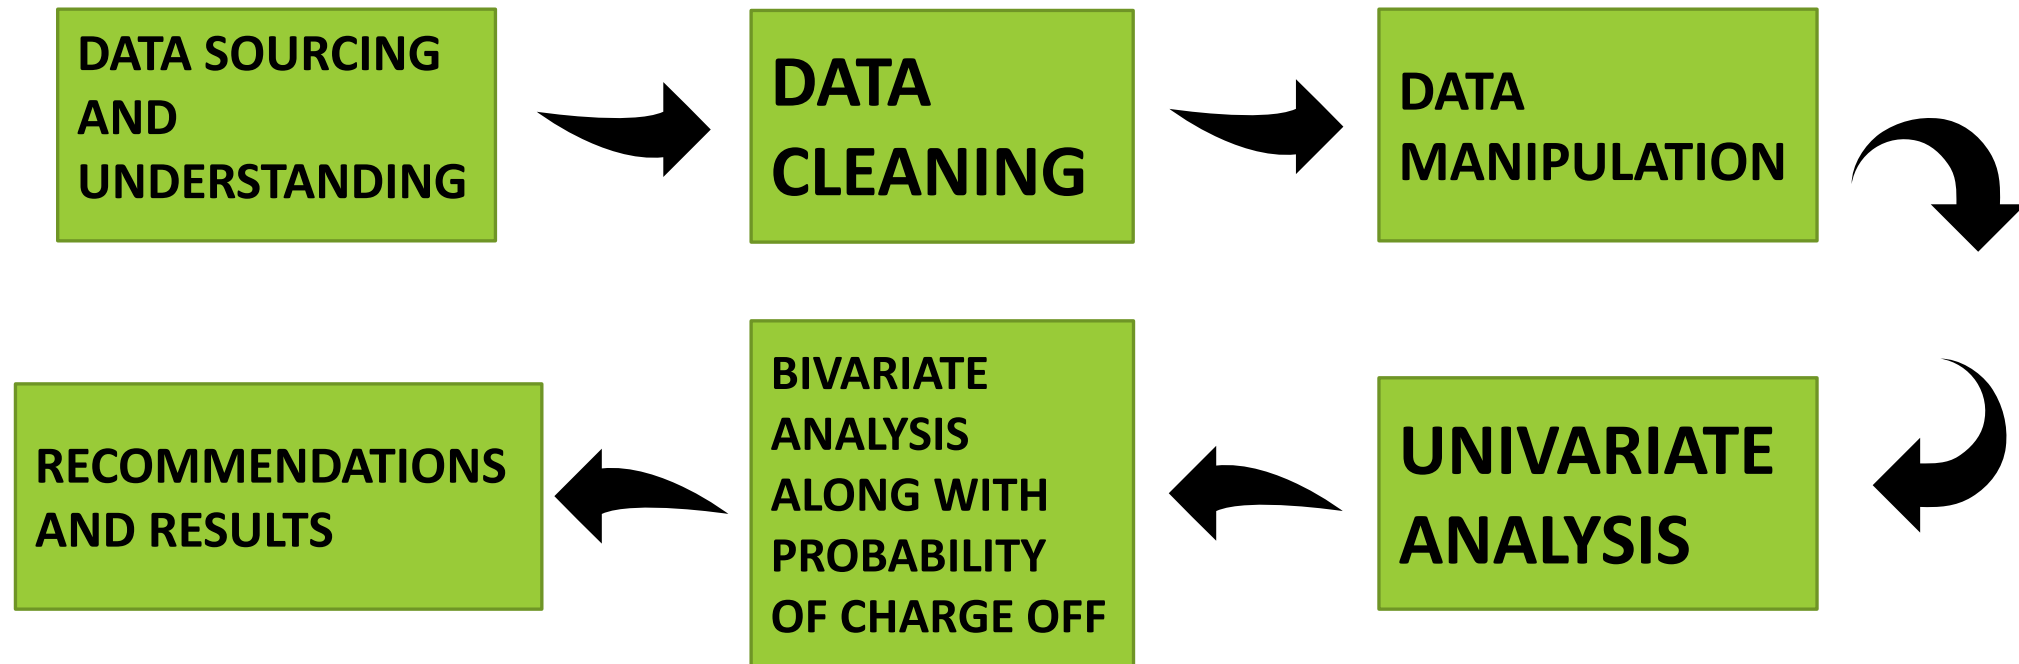 DATA SOURCING
AND
UNDERSTANDING
DATA
CLEANING
DATA
MANIPULATION
UNIVARIATE
ANALYSIS
BIVARIATE
ANALYSIS
ALONG WITH
PROBABILITY
OF CHARGE OFF
RECOMMENDATIONS
AND RESULTS